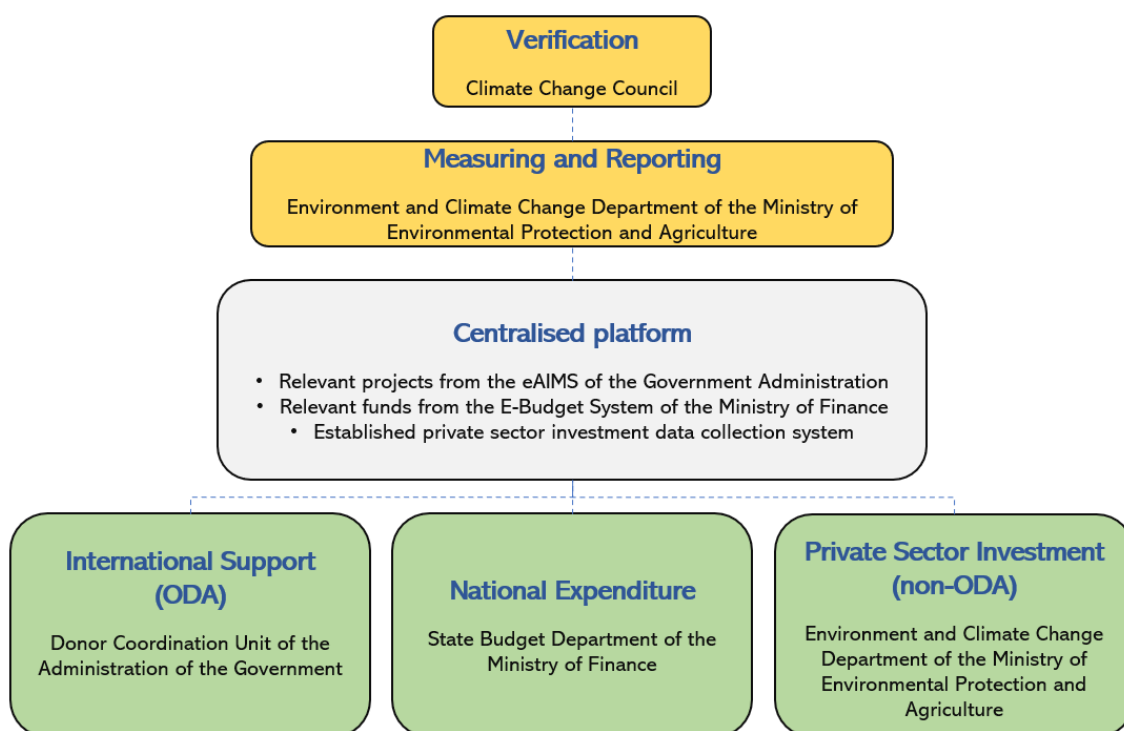 Verification
Climate Change Council
Measuring and Reporting
Environment and Climate Change Department of the Ministry of
Environmental Protection and Agriculture
Centralised platform
• Relevant projects from the eAIMS of the Government Administration
• Relevant funds from the E-Budget System of the Ministry of Finance
• Established private sector investment data collection system
International Support
(ODA)
Donor Coordination Unit of the
Administration of the Government
National Expenditure
State Budget Department of the
Ministry of Finance
Private Sector Investment
(non-ODA)
Environment and Climate Change
Department of the Ministry of
Environmental Protection and
Agriculture